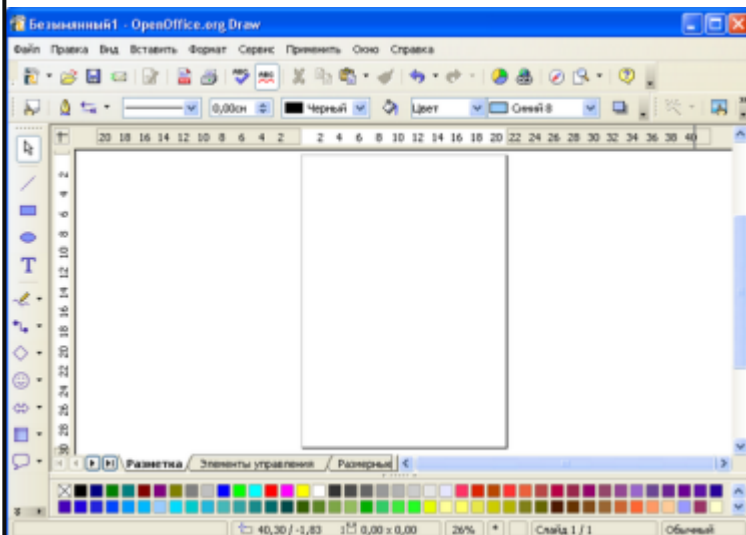 Безымянный1 - OpenOffice.org Draw
Файл Правка Вид Вставить Формат Сервис Применить Окно Справка
0,00см Черный Цвет Синий 8
20 18 16 14 12 10 8 6 4 2 2 4 6 8 10 12 14 16 18 20 22 24 26 28 30 32 34 36 38 40
2
4
6
8
10
12
14
16
18
20
22
24
26
28
30
T
Разметка Элементы управления Размерные
40,30 / -1,83 0,00 x 0,00 26% * Слайд 1 / 1 Обычный